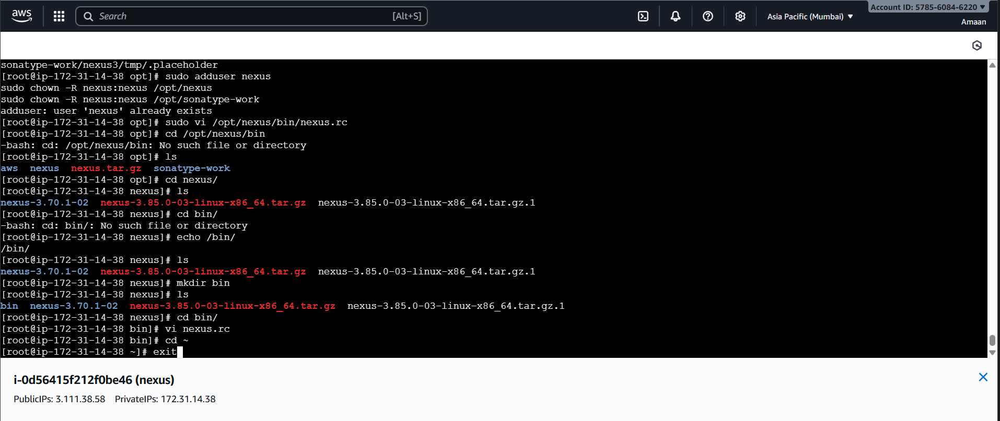 aws
Search
[Alt+S]
Asia Pacific (Mumbai) ▼
Account ID: 5785-6084-6220 ▼
Amaan
sonatype-work/nexus3/tmp/.placeholder
[root@ip-172-31-14-38 opt]# sudo adduser nexus
sudo chown -R nexus:nexus /opt/nexus
sudo chown -R nexus:nexus /opt/sonatype-work
adduser: user 'nexus' already exists
[root@ip-172-31-14-38 opt]# sudo vi /opt/nexus/bin/nexus.rc
[root@ip-172-31-14-38 opt]# cd /opt/nexus/bin
-bash: cd: /opt/nexus/bin: No such file or directory
[root@ip-172-31-14-38 opt]# ls
aws  nexus  nexus.tar.gz  sonatype-work
[root@ip-172-31-14-38 opt]# cd nexus/
[root@ip-172-31-14-38 nexus]# ls
nexus-3.70.1-02  nexus-3.85.0-03-linux-x86_64.tar.gz  nexus-3.85.0-03-linux-x86_64.tar.gz.1
[root@ip-172-31-14-38 nexus]# cd bin/
-bash: cd: bin/: No such file or directory
[root@ip-172-31-14-38 nexus]# echo /bin/
/bin/
[root@ip-172-31-14-38 nexus]# ls
nexus-3.70.1-02  nexus-3.85.0-03-linux-x86_64.tar.gz  nexus-3.85.0-03-linux-x86_64.tar.gz.1
[root@ip-172-31-14-38 nexus]# mkdir bin
[root@ip-172-31-14-38 nexus]# ls
bin  nexus-3.70.1-02  nexus-3.85.0-03-linux-x86_64.tar.gz  nexus-3.85.0-03-linux-x86_64.tar.gz.1
[root@ip-172-31-14-38 nexus]# cd bin/
[root@ip-172-31-14-38 bin]# vi nexus.rc
[root@ip-172-31-14-38 bin]# cd ~
[root@ip-172-31-14-38 ~]# exit
i-0d56415f212f0be46 (nexus)
PublicIPs: 3.111.38.58  PrivateIPs: 172.31.14.38